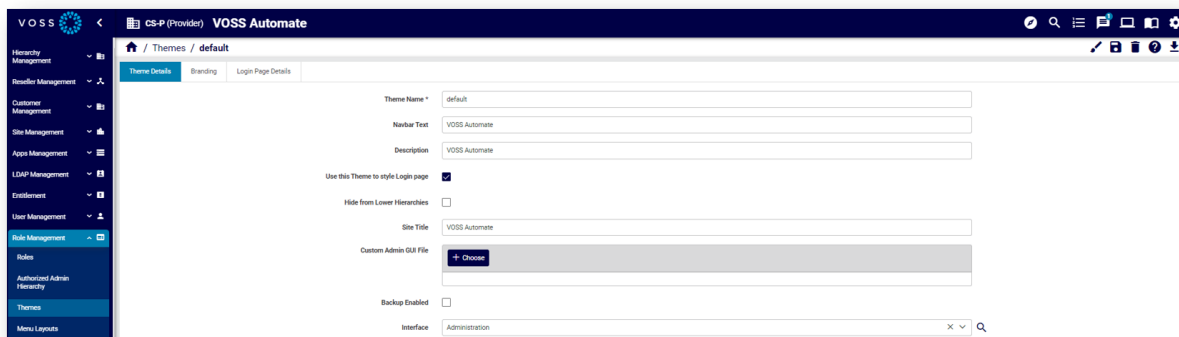 VOSS
CS-P (Provider) VOSS Automate
1
/ Themes / default
Hierarchy
Management
Reseller Management
Customer
Management
Site Management
Apps Management
LDAP Management
Entitlement
User Management
Role Management
Roles
Authorized Admin
Hierarchy
Themes
Menu Layouts
Theme Details Branding Login Page Details
Theme Name * default
Navbar Text VOSS Automate
Description VOSS Automate
Use this Theme to style Login page
Hide from Lower Hierarchies
Site Title VOSS Automate
Custom Admin GUI File
+ Choose
Backup Enabled
Interface Administration